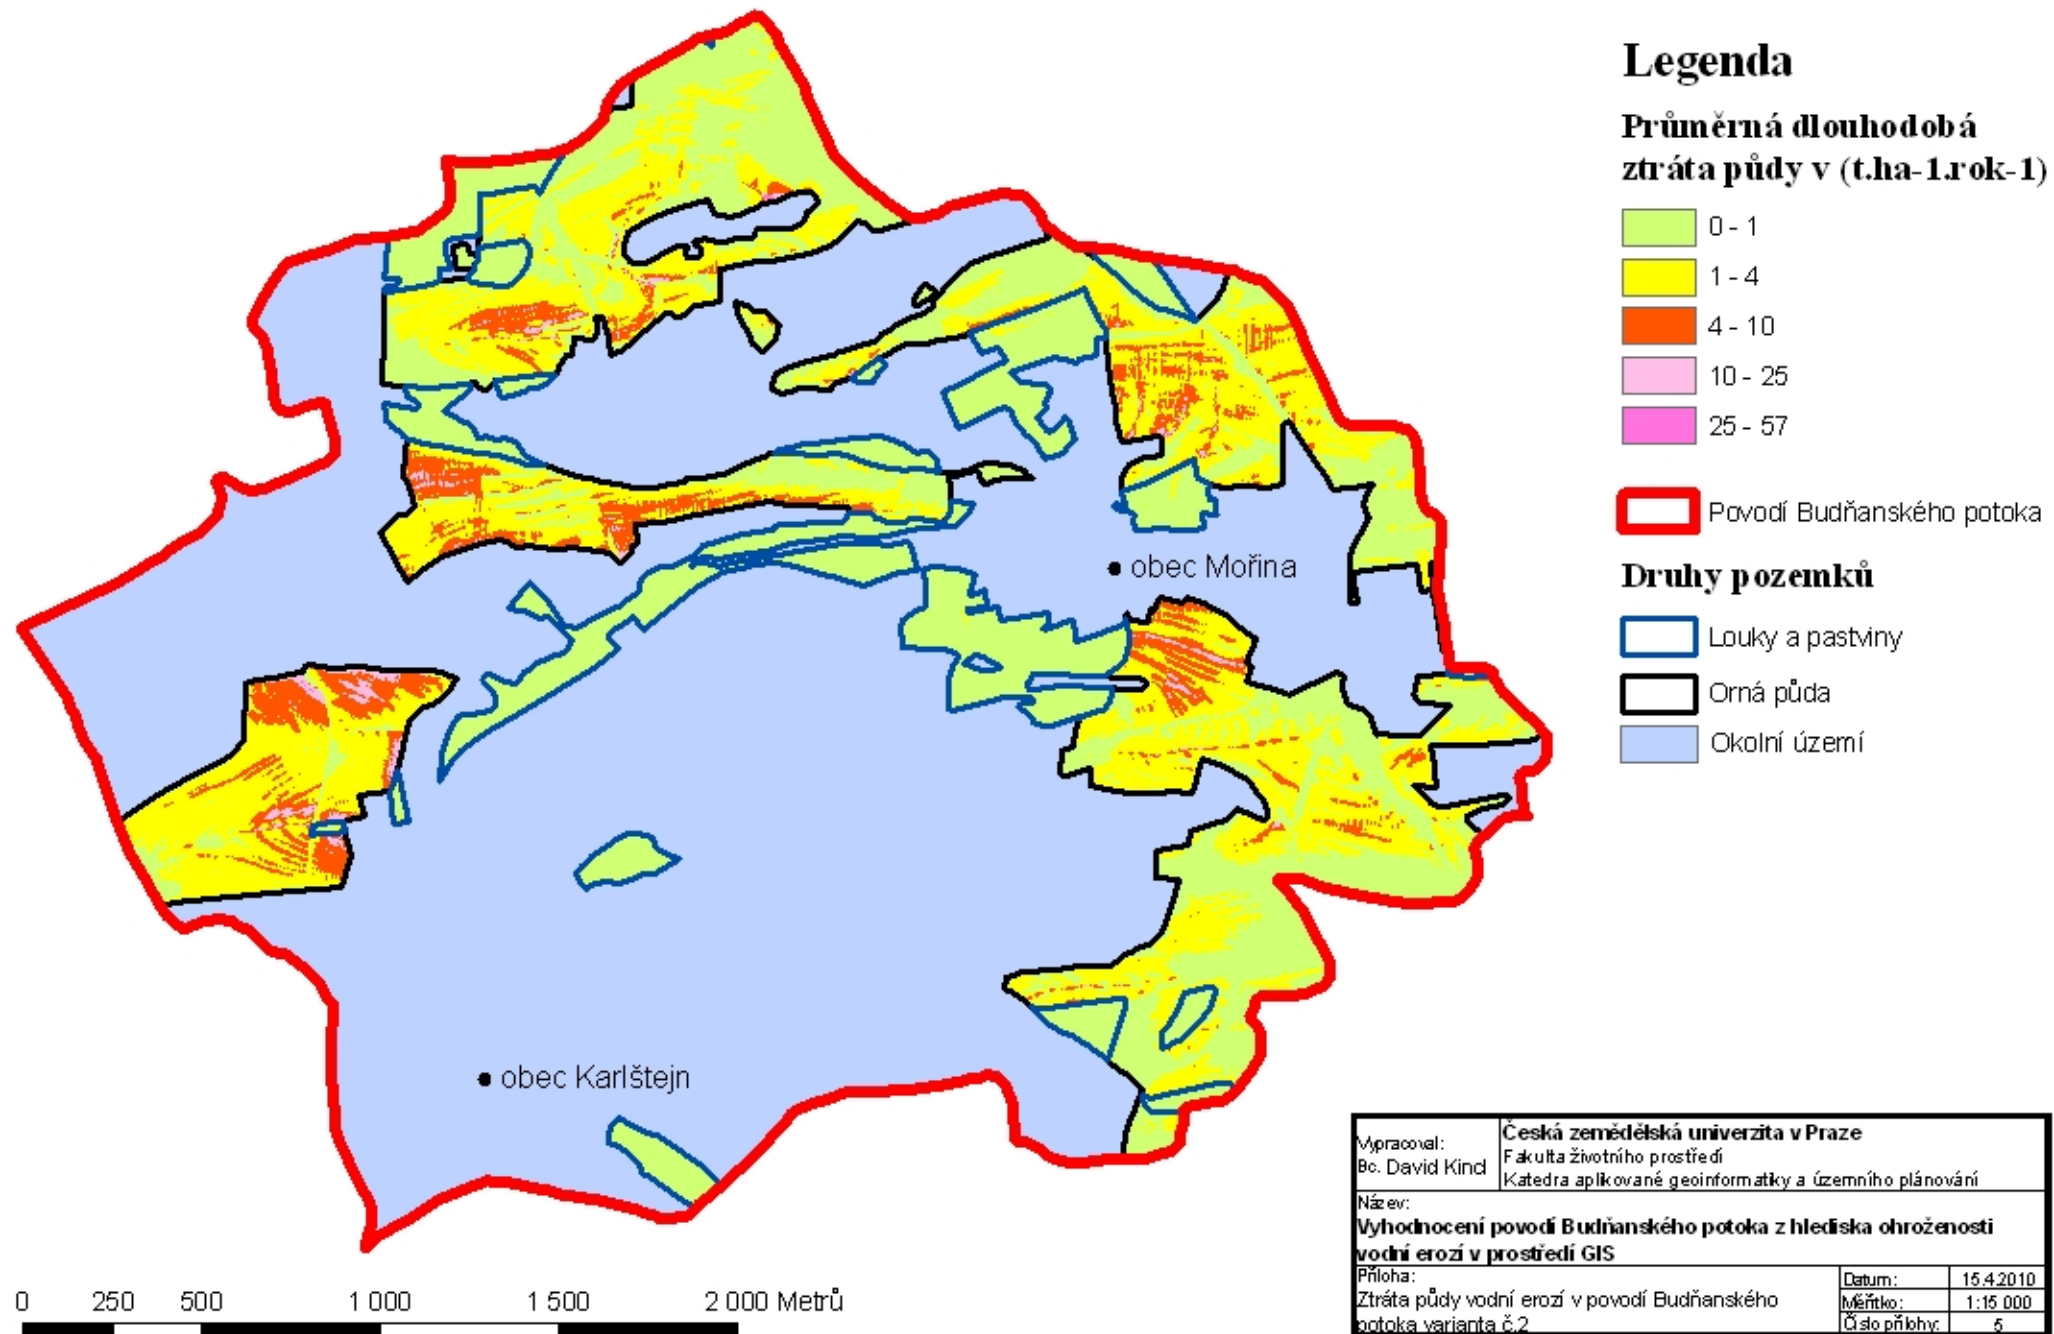 Legenda
Průměrná dlouhodobá
ztráta půdy v (t.ha-1.rok-1)
0 - 1
1 - 4
4 - 10
10 - 25
25 - 57
Povodí Budňanského potoka
Druhy pozemků
Louky a pastviny
Orná půda
Okolní území
obec Mořina
obec Karlštejn
0 250 500 1 000 1 500 2 000 Metrů
Vypracoval:
Bc. David Kincl
Česká zemědělská univerzita v Praze
Fakulta životního prostředí
Katedra aplikované geoinformatiky a územního plánování
Název:
Vyhodnocení povodí Budňanského potoka z hlediska ohroženosti
vodní erozí v prostředí GIS
Příloha:
Ztráta půdy vodní erozí v povodí Budňanského
potoka varianta č.2
Datum: 15.4.2010
Měřítko: 1:15 000
Číslo přílohy: 5